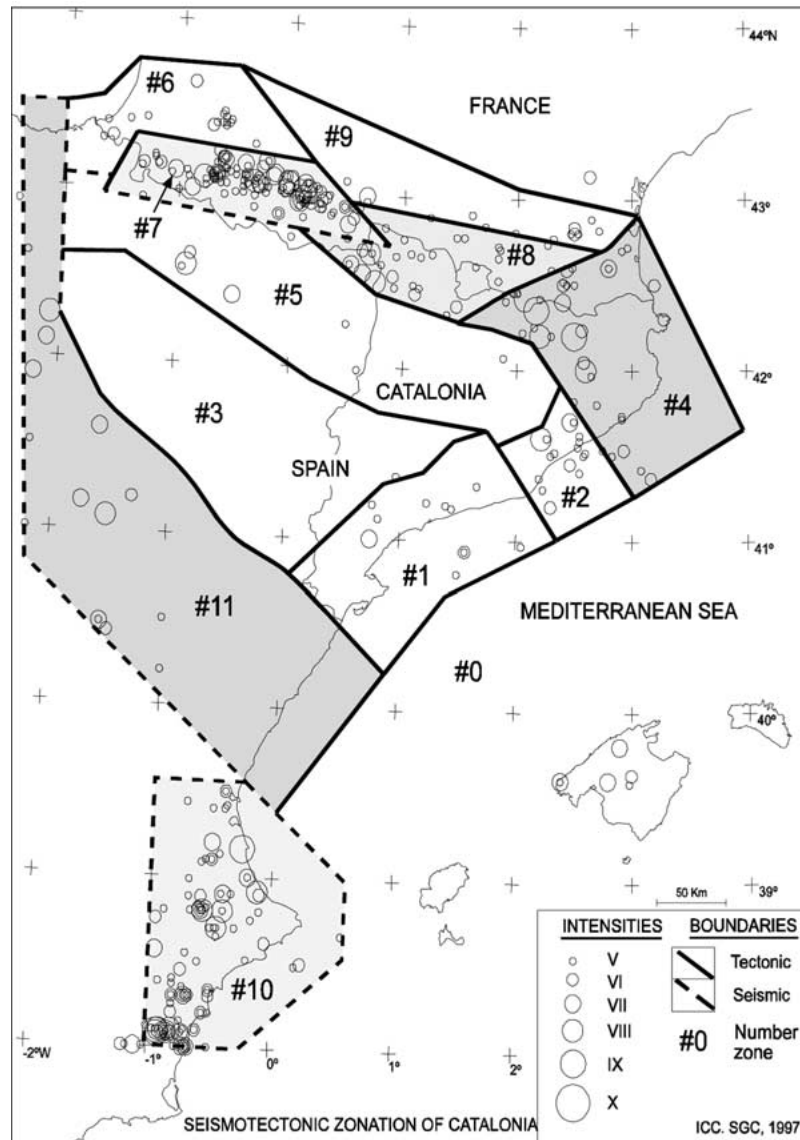 44ºN
#6
FRANCE
#9
43º
#7
#8
#5
42º
CATALONIA
#4
#3
SPAIN
#2
41º
#1
#11
MEDITERRANEAN SEA
#0
40º
50 Km
39º
INTENSITIES
V
VI
VII
VIII
IX
X
BOUNDARIES
Tectonic
Seismic
#0 Number
zone
#10
-2ºW
-1º
0º
1º
2º
SEISMOTECTONIC ZONATION OF CATALONIA
ICC. SGC, 1997